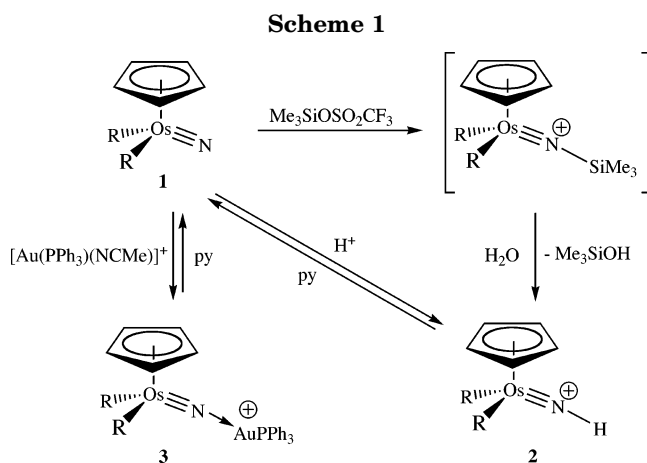 Scheme 1
R Os N
R
1
Me₃SiOSO₂CF₃
R Os N ⊕
R SiMe₃
[Au(PPh₃)(NCMe)]⁺ py
H⁺
py
H₂O - Me₃SiOH
R Os N ⊕
R AuPPh₃
3
R Os N ⊕
R H
2